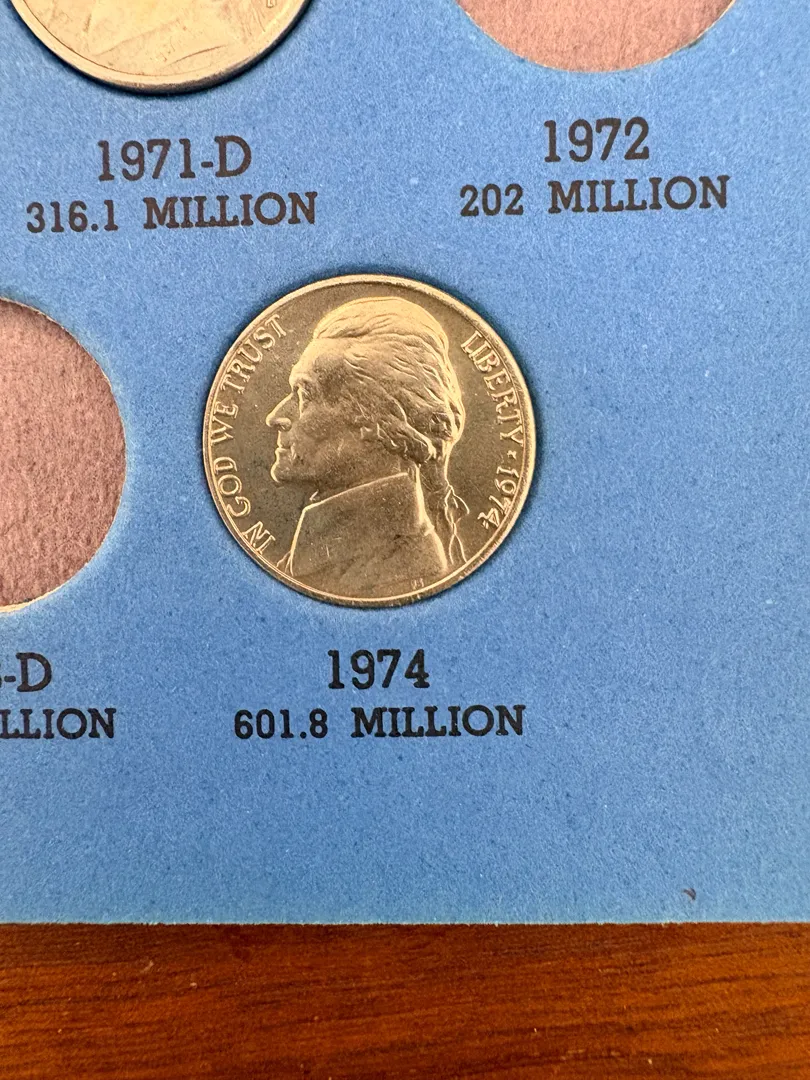 1971-D
316.1 MILLION
1972
202 MILLION
IN GOD WE TRUST
LIBERTY * 1974
-D
LLION
1974
601.8 MILLION